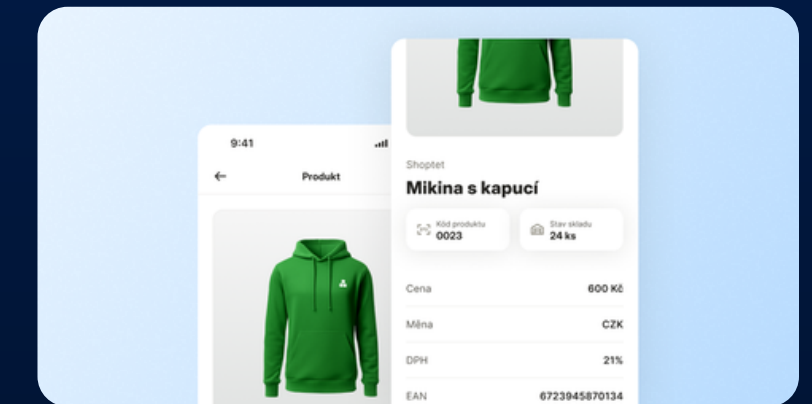 9:41
Produkt
Shoptet
Mikina s kapucí
Kód produktu
0023
Stav skladu
24 ks
Cena 600 Kč
Měna CZK
DPH 21%
EAN 6723945870134